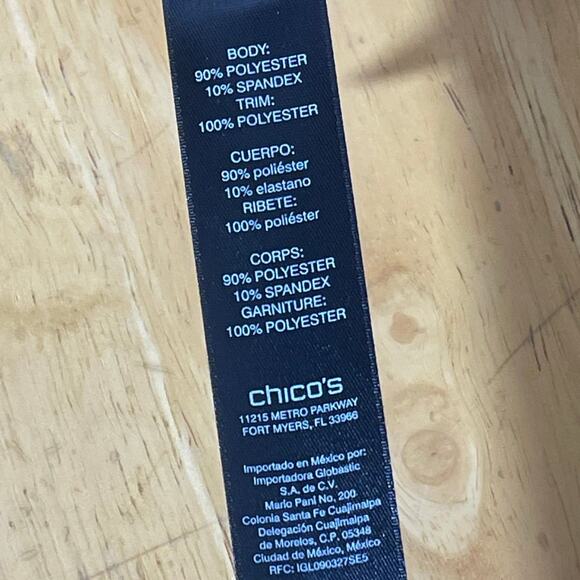 BODY:
90% POLYESTER
10% SPANDEX
TRIM:
100% POLYESTER
CUERPO:
90% poliéster
10% elastano
RIBETE:
100% poliéster
CORPS:
90% POLYESTER
10% SPANDEX
GARNITURE:
100% POLYESTER
chico's
11215 METRO PARKWAY
FORT MYERS, FL 33966
Importado en México por:
Importadora Globastic
S.A. de C.V.
Mario Pani No. 200
Colonia Santa Fe Cuajimalpa
Delegación Cuajimalpa
de Morelos, C.P. 05348
Ciudad de México, México
RFC: IGL090327SE5